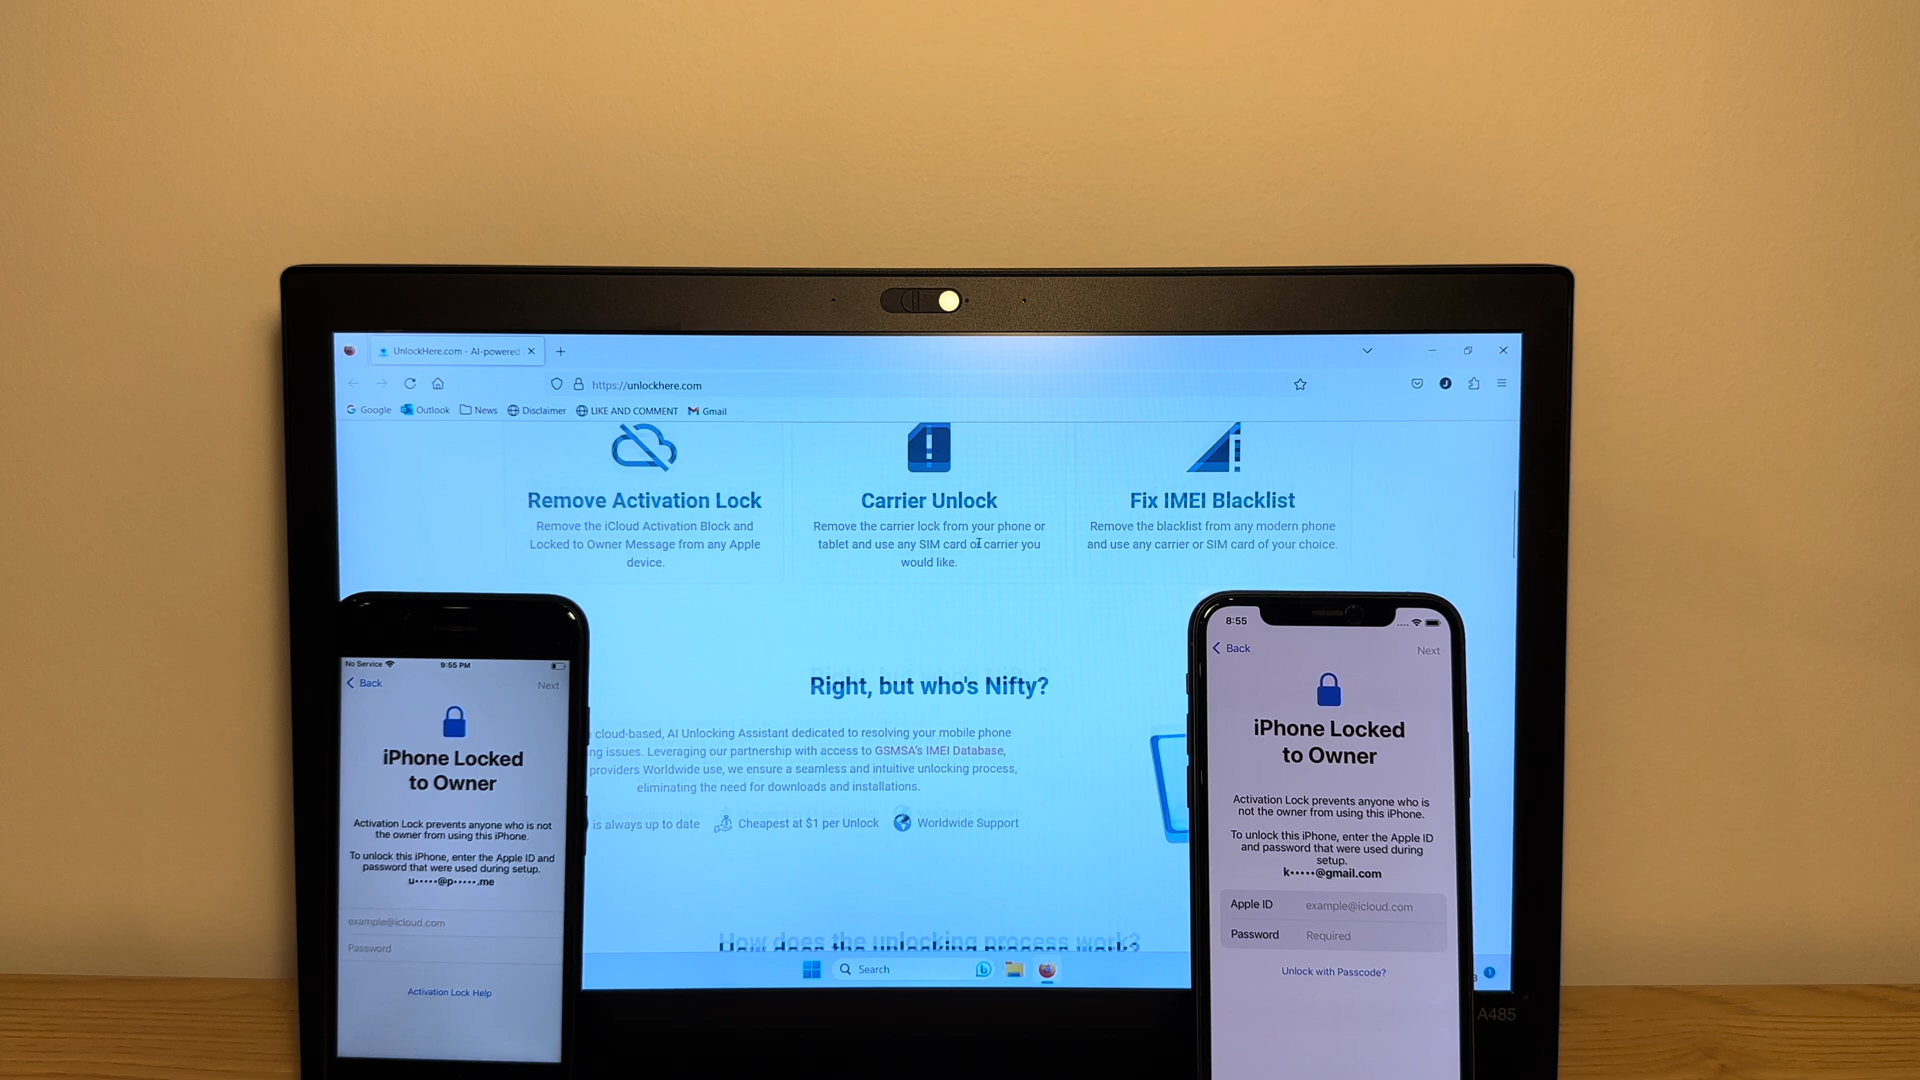 UnlockHere.com - AI-powered
https://unlockhere.com
Google Outlook News Disclaimer LIKE AND COMMENT Gmail
Remove Activation Lock
Remove the iCloud Activation Block and
Locked to Owner Message from any Apple
device.
Carrier Unlock
Remove the carrier lock from your phone or
tablet and use any SIM card or carrier you
would like.
Fix IMEI Blacklist
Remove the blacklist from any modern phone
and use any carrier or SIM card of your choice.
Right, but who's Nifty?
cloud-based, AI Unlocking Assistant dedicated to resolving your mobile phone
ng issues. Leveraging our partnership with access to GSMSA's IMEI Database,
providers Worldwide use, we ensure a seamless and intuitive unlocking process,
eliminating the need for downloads and installations.
is always up to date Cheapest at $1 per Unlock Worldwide Support
How does the unlocking process work?
Search
A485
No Service 9:55 PM
Back Next
iPhone Locked
to Owner
Activation Lock prevents anyone who is not
the owner from using this iPhone.
To unlock this iPhone, enter the Apple ID and
password that were used during setup.
u•••••@p•••••.me
example@icloud.com
Password
Activation Lock Help
8:55
Back Next
iPhone Locked
to Owner
Activation Lock prevents anyone who is
not the owner from using this iPhone.
To unlock this iPhone, enter the Apple ID
and password that were used during
setup.
k•••••@gmail.com
Apple ID example@icloud.com
Password Required
Unlock with Passcode?